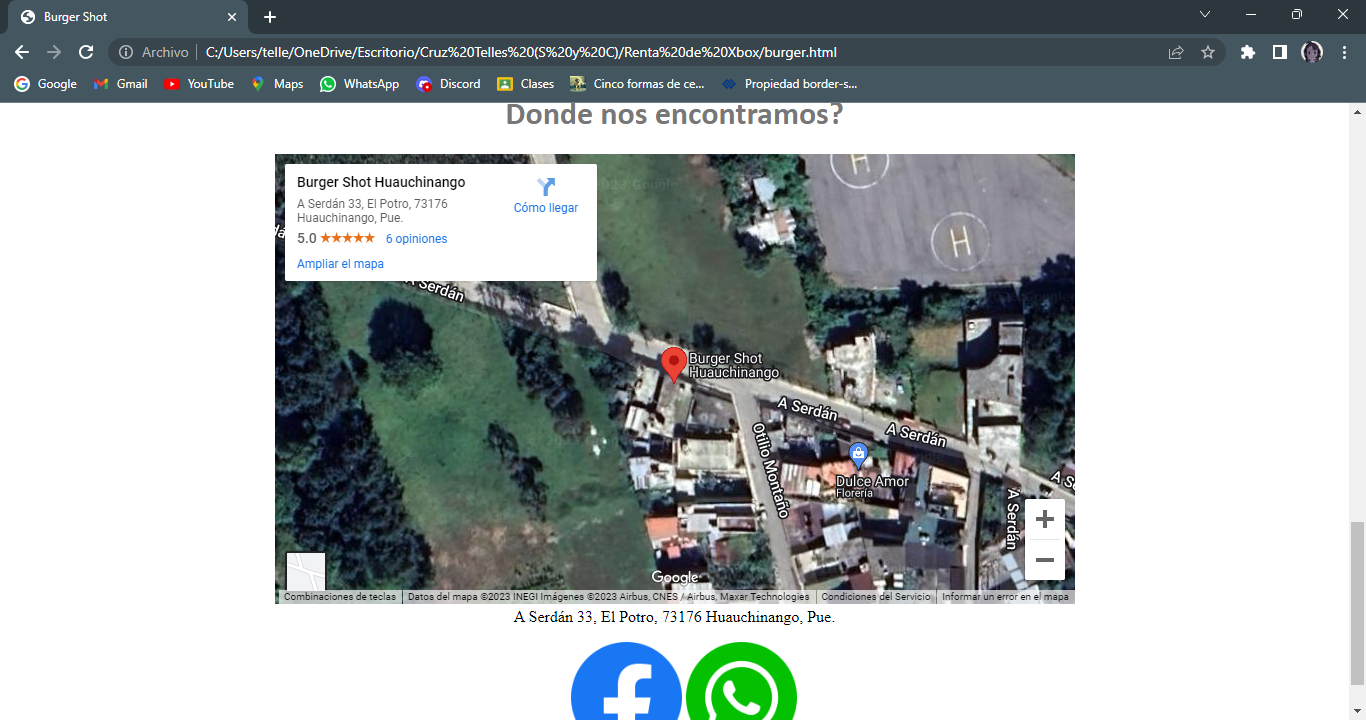 Burger Shot
Archivo
C:/Users/telle/OneDrive/Escritorio/Cruz%20Telles%20(S%20y%20C)/Renta%20de%20Xbox/burger.html
Google
Gmail
YouTube
Maps
WhatsApp
Discord
Clases
Cinco formas de ce...
Propiedad border-s...
Donde nos encontramos?
Burger Shot Huauchinango
A Serdán 33, El Potro, 73176
Huauchinango, Pue.
5.0
6 opiniones
Ampliar el mapa
Cómo llegar
H
H
A Serdán
Burger Shot
Huauchinango
A Serdán
A Serdán
Otilio Montaño
Dulce Amor
Florería
A Serdán
Google
Combinaciones de teclas
Datos del mapa ©2023 INEGI Imágenes ©2023 Airbus, CNES / Airbus, Maxar Technologies
Condiciones del Servicio
Informar un error en el mapa
A Serdán 33, El Potro, 73176 Huauchinango, Pue.